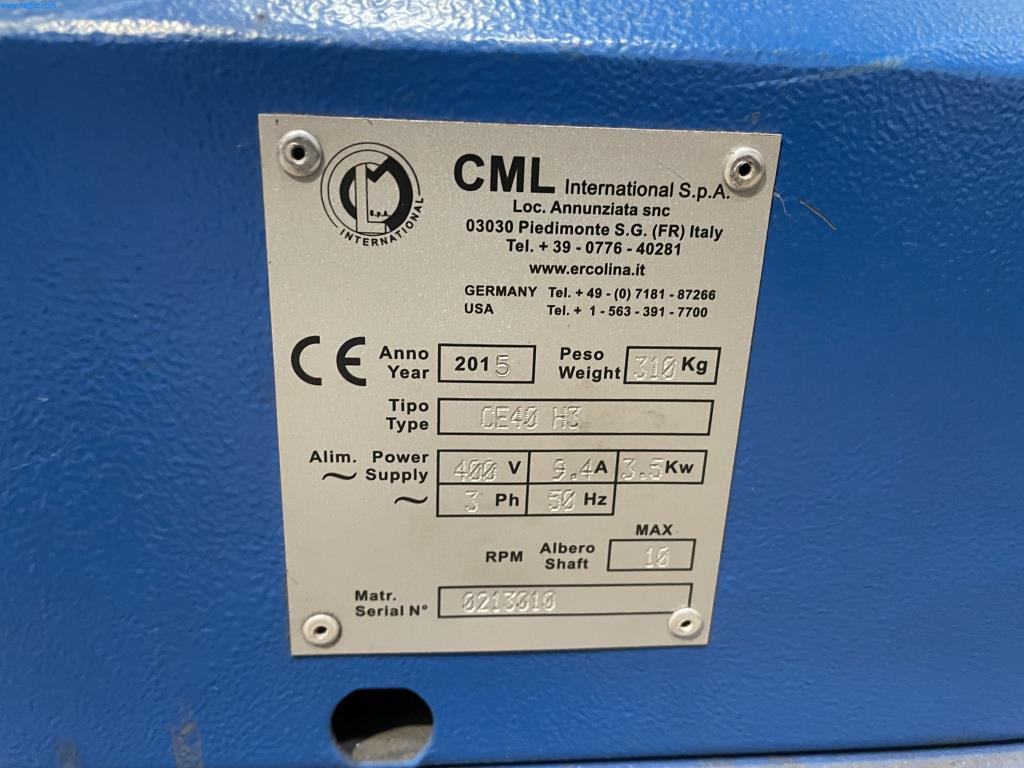 www.netbid.com
CML International S.p.A.
S.p.A.
INTERNATIONAL
Loc. Annunziata snc
03030 Piedimonte S.G. (FR) Italy
Tel. + 39 - 0776 - 40281
www.ercolina.it
GERMANY Tel. + 49 - (0) 7181 - 87266
USA Tel. + 1 - 563 - 391 - 7700
CE Anno Year 2015 Peso Weight 310 Kg
Tipo Type CE40 H3
Alim. Power Supply ~ 400 V 9.4 A 3.5 Kw
~ 3 Ph 50 Hz
MAX
RPM Albero Shaft 10
Matr. Serial N° 0213010